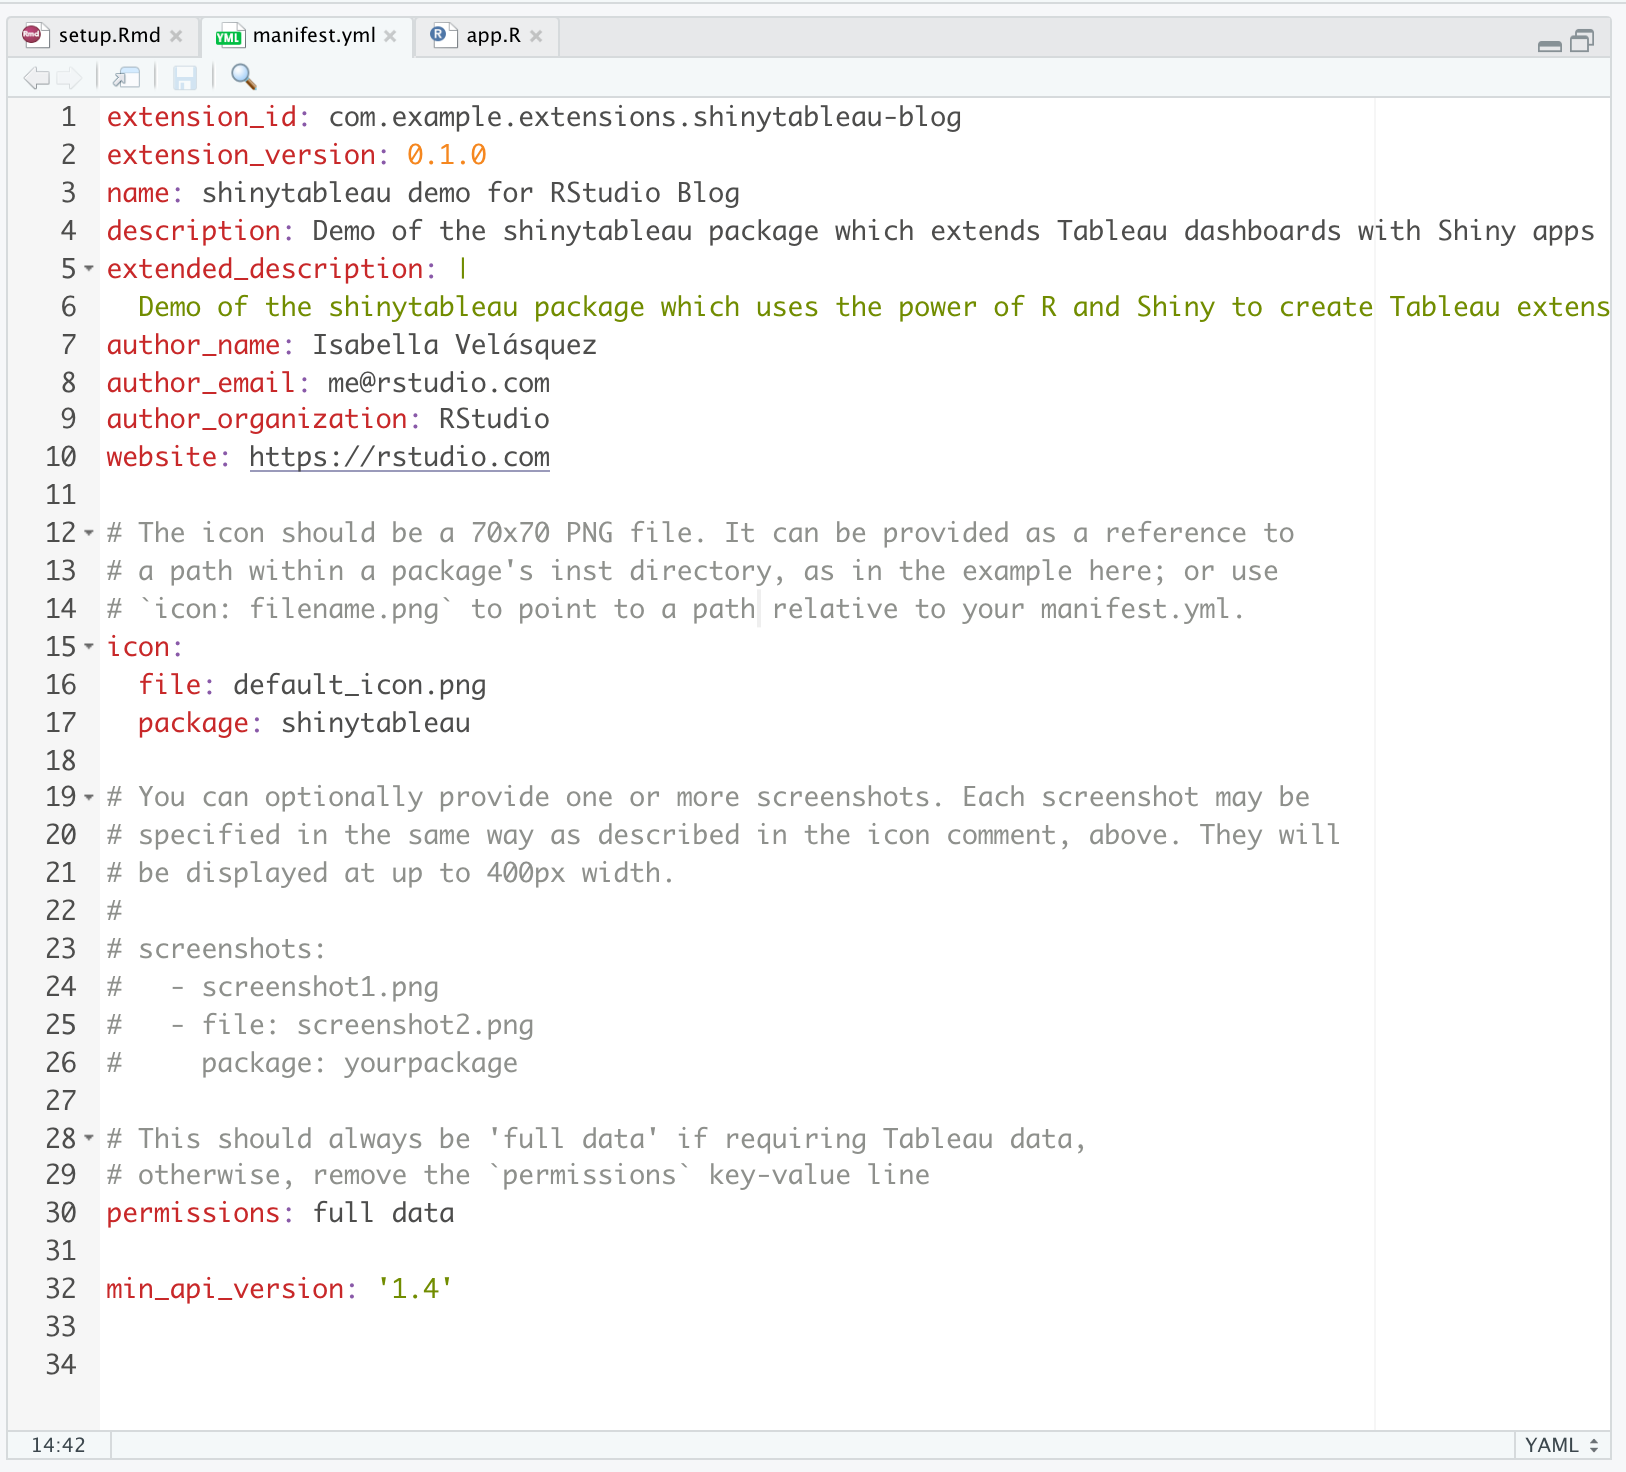 setup.Rmd
manifest.yml
app.R
1 extension_id: com.example.extensions.shinytableau-blog
2 extension_version: 0.1.0
3 name: shinytableau demo for RStudio Blog
4 description: Demo of the shinytableau package which extends Tableau dashboards with Shiny apps
5 extended_description: |
6   Demo of the shinytableau package which uses the power of R and Shiny to create Tableau extens
7 author_name: Isabella Velásquez
8 author_email: me@rstudio.com
9 author_organization: RStudio
10 website: https://rstudio.com
11
12 # The icon should be a 70x70 PNG file. It can be provided as a reference to
13 # a path within a package's inst directory, as in the example here; or use
14 # `icon: filename.png` to point to a path relative to your manifest.yml.
15 icon:
16   file: default_icon.png
17   package: shinytableau
18
19 # You can optionally provide one or more screenshots. Each screenshot may be
20 # specified in the same way as described in the icon comment, above. They will
21 # be displayed at up to 400px width.
22 #
23 # screenshots:
24 #   - screenshot1.png
25 #   - file: screenshot2.png
26 #     package: yourpackage
27
28 # This should always be 'full data' if requiring Tableau data,
29 # otherwise, remove the `permissions` key-value line
30 permissions: full data
31
32 min_api_version: '1.4'
33
34
14:42
YAML